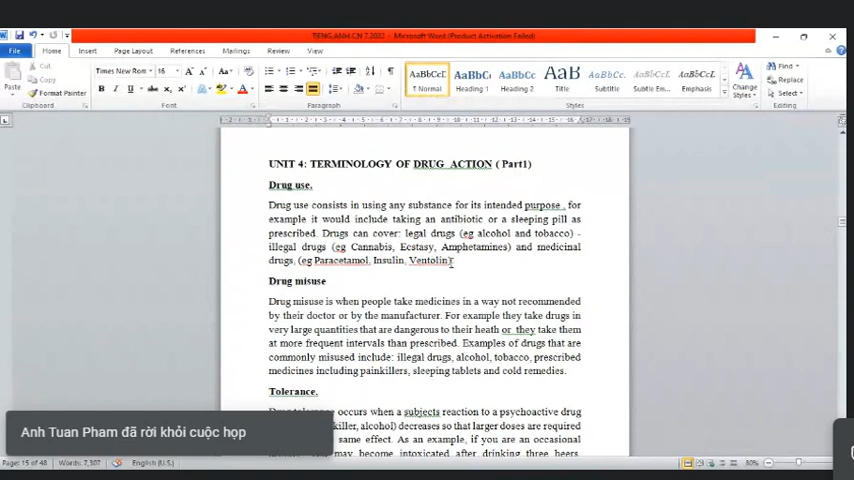 TIENG.ANH.CN 7.2022 - Microsoft Word (Product Activation Failed)
File Home Insert Page Layout References Mailings Review View
Cut
Copy
Paste
Format Painter
Clipboard
Times New Rom 16
Font
Paragraph
AaBbCcD AaBbC AaBbCc AaB AaBbCc. AaBbCcD AaBbCcD
¶ Normal Heading 1 Heading 2 Title Subtitle Subtle Em... Emphasis
Change Styles
Styles
Find
Replace
Select
Editing
UNIT 4: TERMINOLOGY OF DRUG ACTION ( Part1)
Drug use.
Drug use consists in using any substance for its intended purpose , for
example it would include taking an antibiotic or a sleeping pill as
prescribed. Drugs can cover: legal drugs (eg alcohol and tobacco) -
illegal drugs (eg Cannabis, Ecstasy, Amphetamines) and medicinal
drugs, (eg Paracetamol, Insulin, Ventolin)
Drug misuse
Drug misuse is when people take medicines in a way not recommended
by their doctor or by the manufacturer. For example they take drugs in
very large quantities that are dangerous to their heath or they take them
at more frequent intervals than prescribed. Examples of drugs that are
commonly misused include: illegal drugs, alcohol, tobacco, prescribed
medicines including painkillers, sleeping tablets and cold remedies.
Tolerance.
occurs when a subjects reaction to a psychoactive drug
killer, alcohol) decreases so that larger doses are required
same effect. As an example, if you are an occasional
may become intoxicated after drinking three beers.
Anh Tuan Pham đã rời khỏi cuộc họp
Page: 15 of 48 Words: 7,307 English (U.S.) 80%